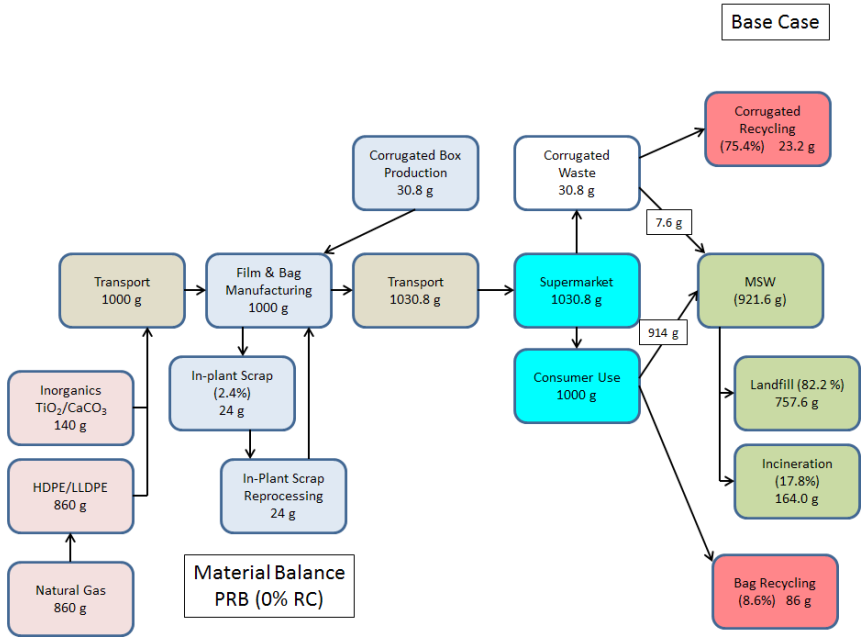 Base Case
Corrugated
Recycling
(75.4%) 23.2 g
Corrugated Box
Production
30.8 g
Corrugated
Waste
30.8 g
7.6 g
Transport
1000 g
Film & Bag
Manufacturing
1000 g
Transport
1030.8 g
Supermarket
1030.8 g
MSW
(921.6 g)
914 g
In-plant Scrap
(2.4%)
24 g
Consumer Use
1000 g
Inorganics
TiO₂/CaCO₃
140 g
Landfill (82.2 %)
757.6 g
HDPE/LLDPE
860 g
In-Plant Scrap
Reprocessing
24 g
Incineration
(17.8%)
164.0 g
Natural Gas
860 g
Material Balance
PRB (0% RC)
Bag Recycling
(8.6%) 86 g